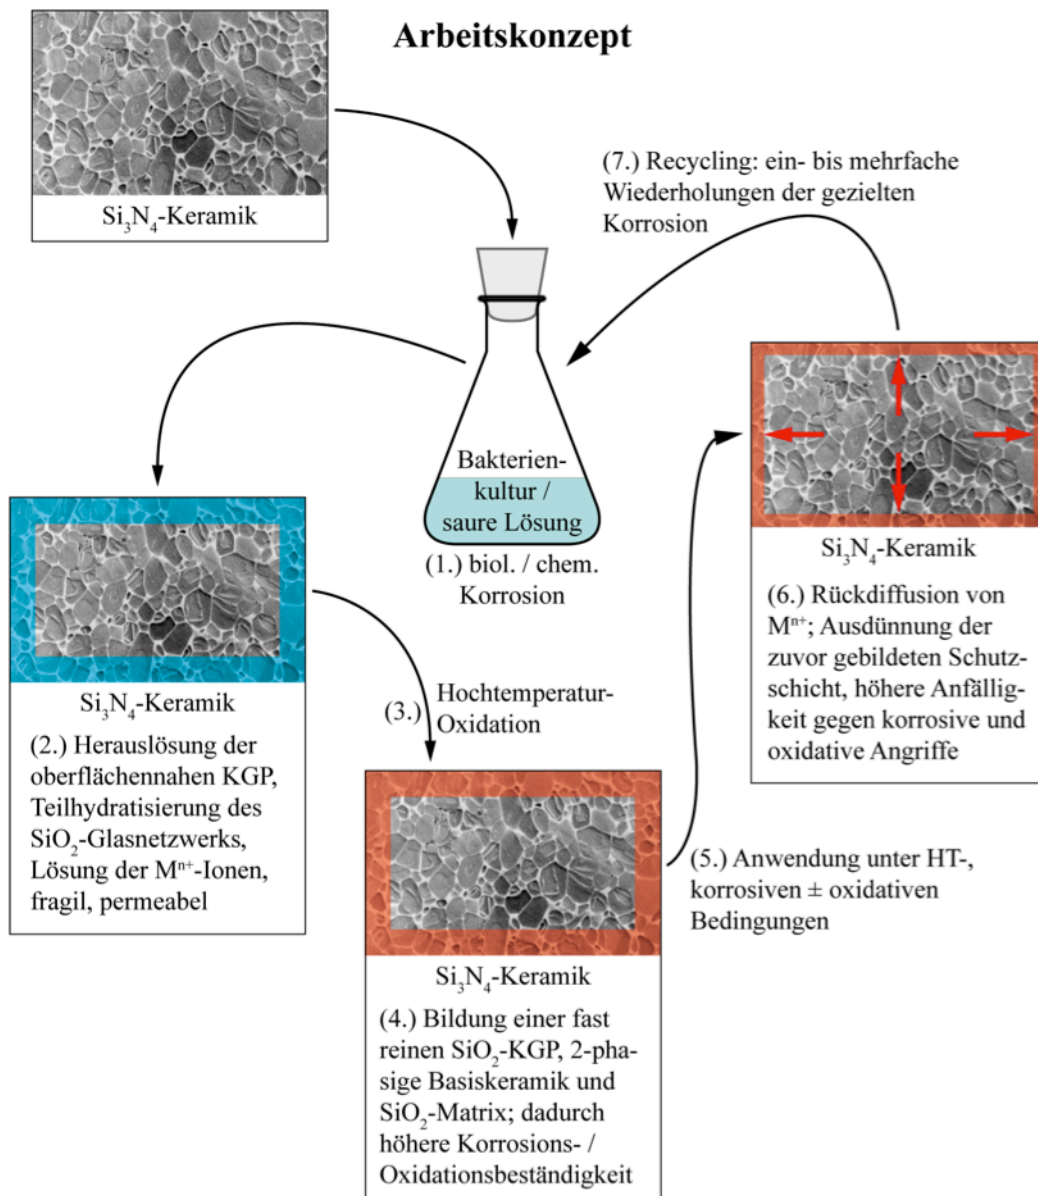 Arbeitskonzept
Si₃N₄-Keramik
(7.) Recycling: ein- bis mehrfache
Wiederholungen der gezielten
Korrosion
Bakterien-
kultur /
saure Lösung
(1.) biol. / chem.
Korrosion
Si₃N₄-Keramik
(2.) Herauslösung der
oberflächennahen KGP,
Teilhydratisierung des
SiO₂-Glasnetzwerks,
Lösung der Mⁿ⁺-Ionen,
fragil, permeabel
(3.)
Hochtemperatur-
Oxidation
Si₃N₄-Keramik
(4.) Bildung einer fast
reinen SiO₂-KGP, 2-pha-
sige Basiskeramik und
SiO₂-Matrix; dadurch
höhere Korrosions- /
Oxidationsbeständigkeit
(5.) Anwendung unter HT-,
korrosiven ± oxidativen
Bedingungen
Si₃N₄-Keramik
(6.) Rückdiffusion von
Mⁿ⁺; Ausdünnung der
zuvor gebildeten Schutz-
schicht, höhere Anfällig-
keit gegen korrosive und
oxidative Angriffe